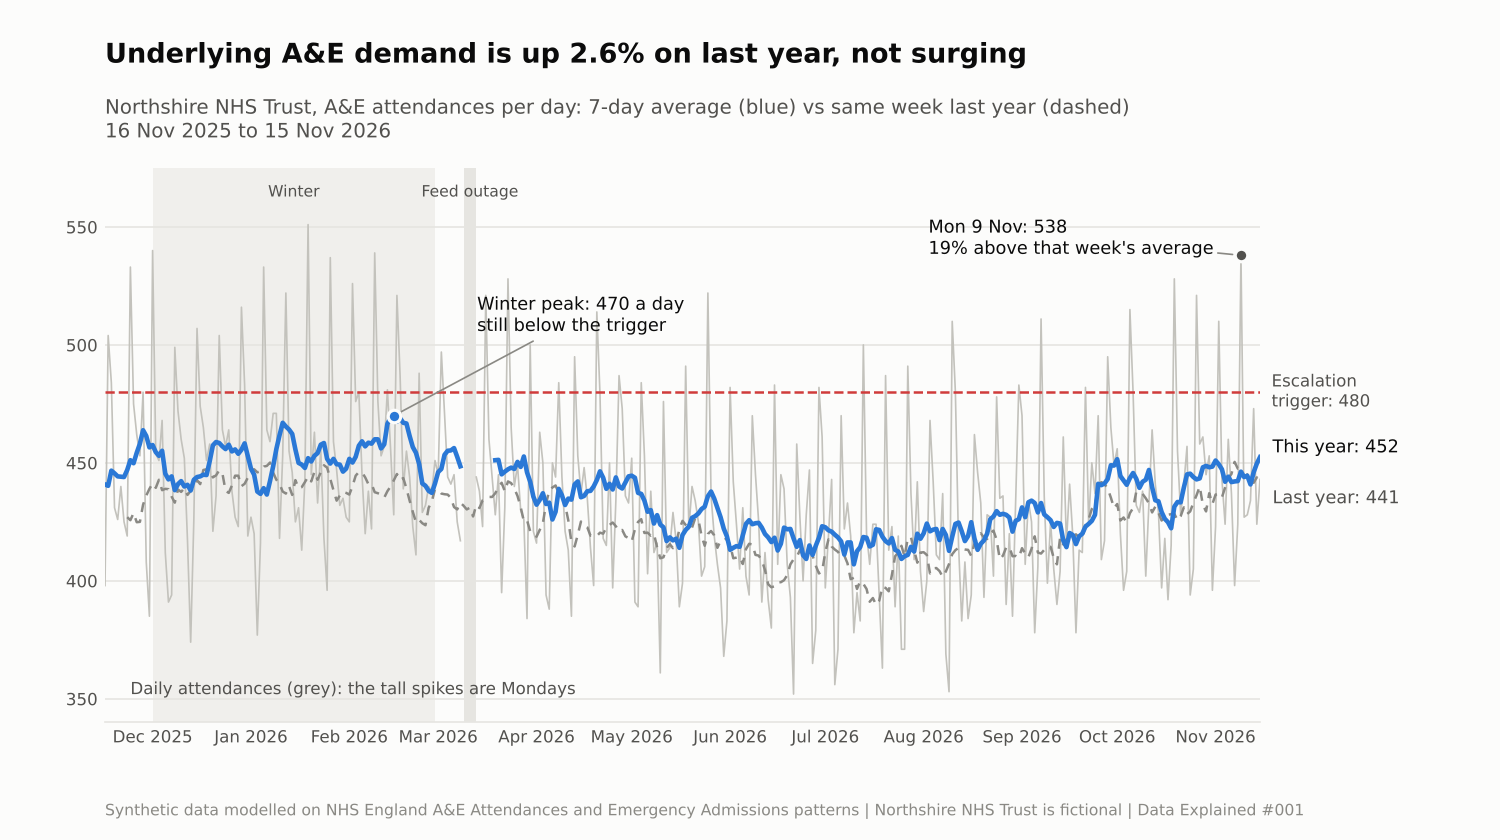 Underlying A&E demand is up 2.6% on last year, not surging
Northshire NHS Trust, A&E attendances per day: 7-day average (blue) vs same week last year (dashed)
16 Nov 2025 to 15 Nov 2026
Winter
Feed outage
550
500
450
400
350
Mon 9 Nov: 538
19% above that week's average
Winter peak: 470 a day
still below the trigger
Escalation
trigger: 480
This year: 452
Last year: 441
Daily attendances (grey): the tall spikes are Mondays
Dec 2025
Jan 2026
Feb 2026
Mar 2026
Apr 2026
May 2026
Jun 2026
Jul 2026
Aug 2026
Sep 2026
Oct 2026
Nov 2026
Synthetic data modelled on NHS England A&E Attendances and Emergency Admissions patterns | Northshire NHS Trust is fictional | Data Explained #001